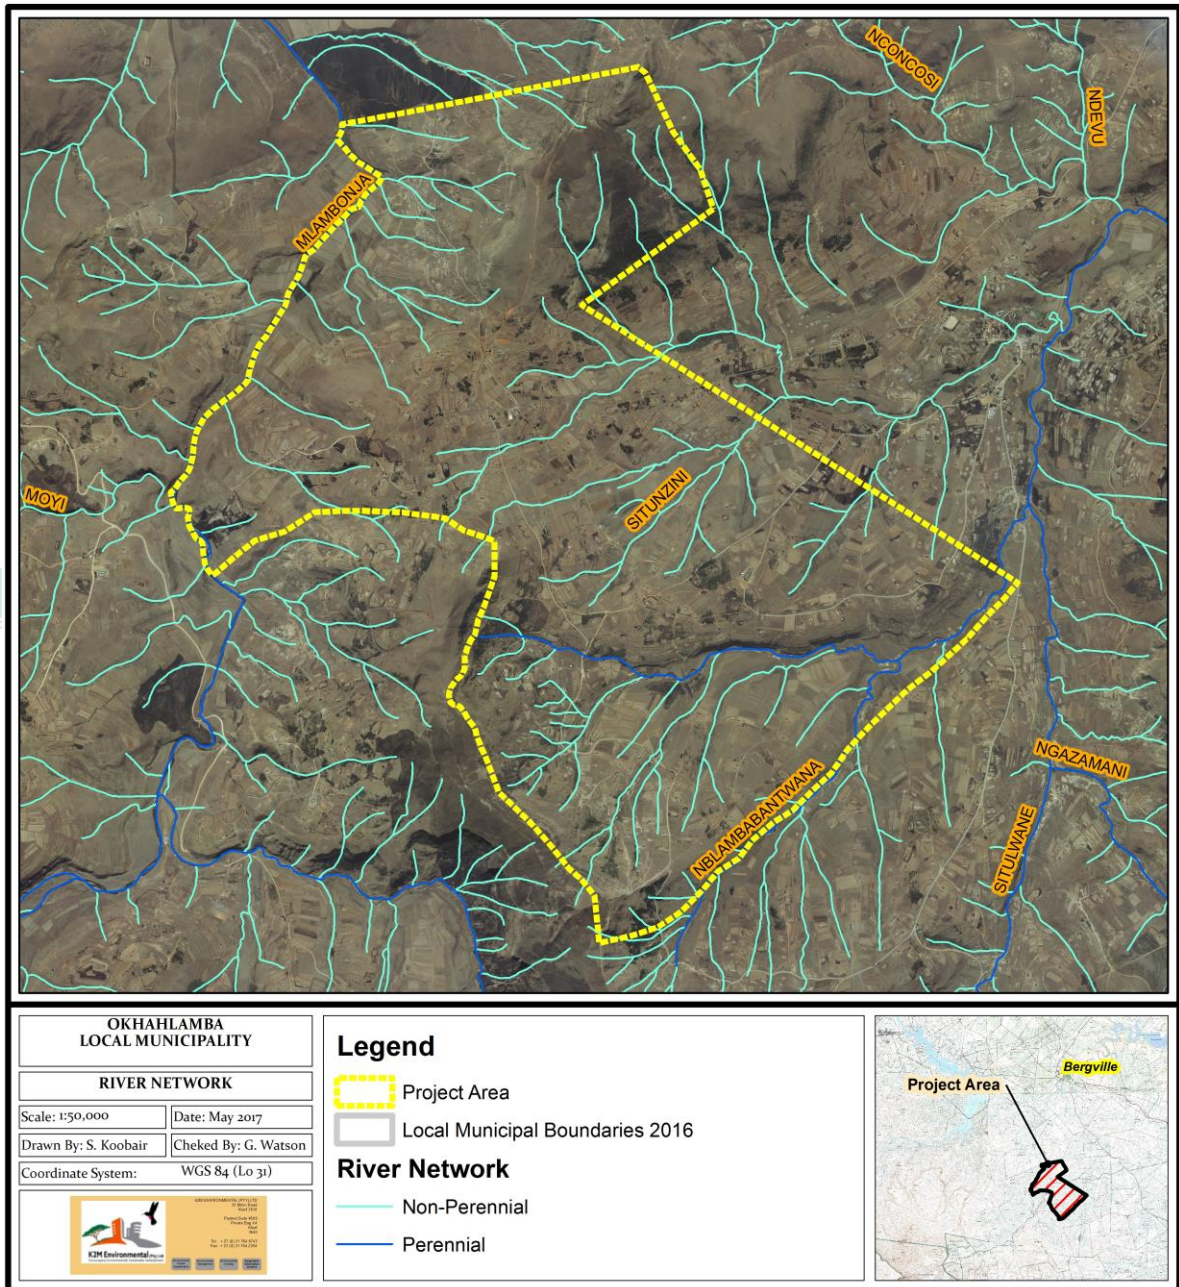 NCONCOSI
NDEVU
MLAMBONJA
MOYI
SITUNZINI
NBLAMBABANTWANA
NGAZAMANI
SITULWANE
OKHAHLAMBA
LOCAL MUNICIPALITY
RIVER NETWORK
Scale: 1:50,000
Date: May 2017
Drawn By: S. Koobair
Cheked By: G. Watson
Coordinate System:
WGS 84 (Lo 31)
K2M Environmental (Pty) Ltd
Legend
Project Area
Local Municipal Boundaries 2016
River Network
Non-Perennial
Perennial
Bergville
Project Area